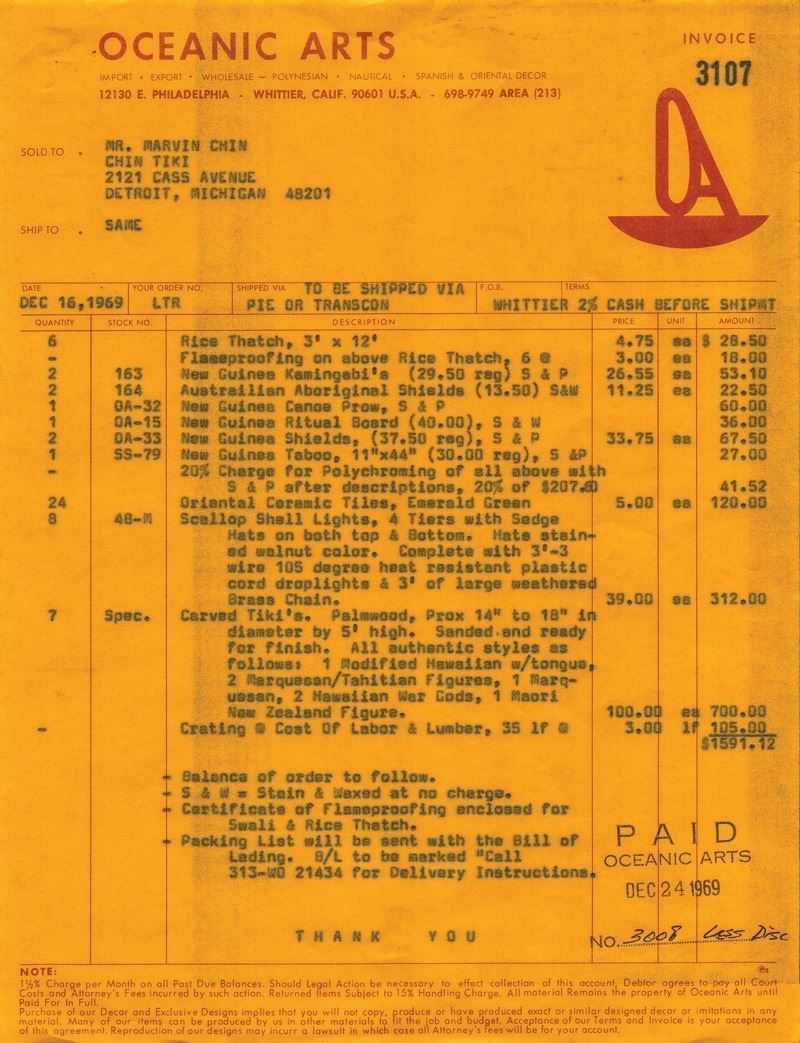 OCEANIC ARTS
INVOICE
3107
IMPORT • EXPORT • WHOLESALE ~ POLYNESIAN • NAUTICAL • SPANISH & ORIENTAL DECOR
12130 E. PHILADELPHIA - WHITTIER, CALIF. 90601 U.S.A. - 698-9749 AREA (213)
OA
SOLD TO . MR. MARVIN CHIN
CHIN TIKI
2121 CASS AVENUE
DETROIT, MICHIGAN 48201
SHIP TO . SAME
DATE YOUR ORDER NO. SHIPPED VIA TO BE SHIPPED VIA F.O.B. TERMS
DEC 16,1969 LTR PIE OR TRANSCON WHITTIER 2% CASH BEFORE SHIPMT
QUANTITY STOCK NO. DESCRIPTION PRICE UNIT AMOUNT
6 Rice Thatch, 3' x 12' 4.75 ea $ 28.50
- Flameproofing on above Rice Thatch, 6 @ 3.00 ea 18.00
2 163 New Guinea Kamingabi's (29.50 reg) S & P 26.55 ea 53.10
2 164 Austrailian Aboriginal Shields (13.50) S&W 11.25 ea 22.50
1 OA-32 New Guinea Canoe Prow, S & P 60.00
1 OA-15 New Guinea Ritual Board (40.00), S & W 36.00
2 OA-33 New Guinea Shields, (37.50 reg), S & P 33.75 ea 67.50
1 SS-79 New Guinea Taboo, 11"x44" (30.00 reg), S &P 27.00
- 20% Charge for Polychroming of all above with
S & P after descriptions, 20% of $207.60 41.52
24 Oriental Ceramic Tiles, Emerald Green 5.00 ea 120.00
8 48-M Scallop Shell Lights, 4 Tiers with Sedge
Hats on both top & Bottom. Hats stain-
ed walnut color. Complete with 3'-3
wire 105 degree heat resistant plastic
cord droplights & 3' of large weathered
Brass Chain. 39.00 ea 312.00
7 Spec. Carved Tiki's. Palmwood, Prox 14" to 18" in
diameter by 5' high. Sanded and ready
for finish. All authentic styles as
follows: 1 Modified Hawaiian w/tongue,
2 Marquesan/Tahitian Figures, 1 Marq-
uesan, 2 Hawaiian War Gods, 1 Maori
New Zealand Figure. 100.00 ea 700.00
- Crating @ Cost Of Labor & Lumber, 35 lf @ 3.00 lf 105.00
$1591.12
- Balance of order to follow.
- S & W = Stain & Waxed at no charge.
- Certificate of Flameproofing enclosed for
Swali & Rice Thatch.
- Packing List will be sent with the Bill of
Lading. B/L to be marked "Call
313-WO 21434 for Delivery Instructions.
PAID
OCEANIC ARTS
DEC 24 1969
THANK YOU
NO. 3008 Less Disc
NOTE:
1½% Charge per Month on all Past Due Balances. Should Legal Action be necessary to effect collection of this account, Debtor agrees to pay all Court
Costs and Attorney's Fees incurred by such action. Returned Items Subject to 15% Handling Charge. All material Remains the property of Oceanic Arts until
Paid For In Full.
Purchase of our Decor and Exclusive Designs implies that you will not copy, produce or have produced exact or similar designed decor or imitations in any
material. Many of our items can be produced by us in other materials to fit the job and budget. Acceptance of our Terms and Invoice is your acceptance
of this agreement. Reproduction of our designs may incurr a lawsuit in which case all Attorney's fees will be for your account.